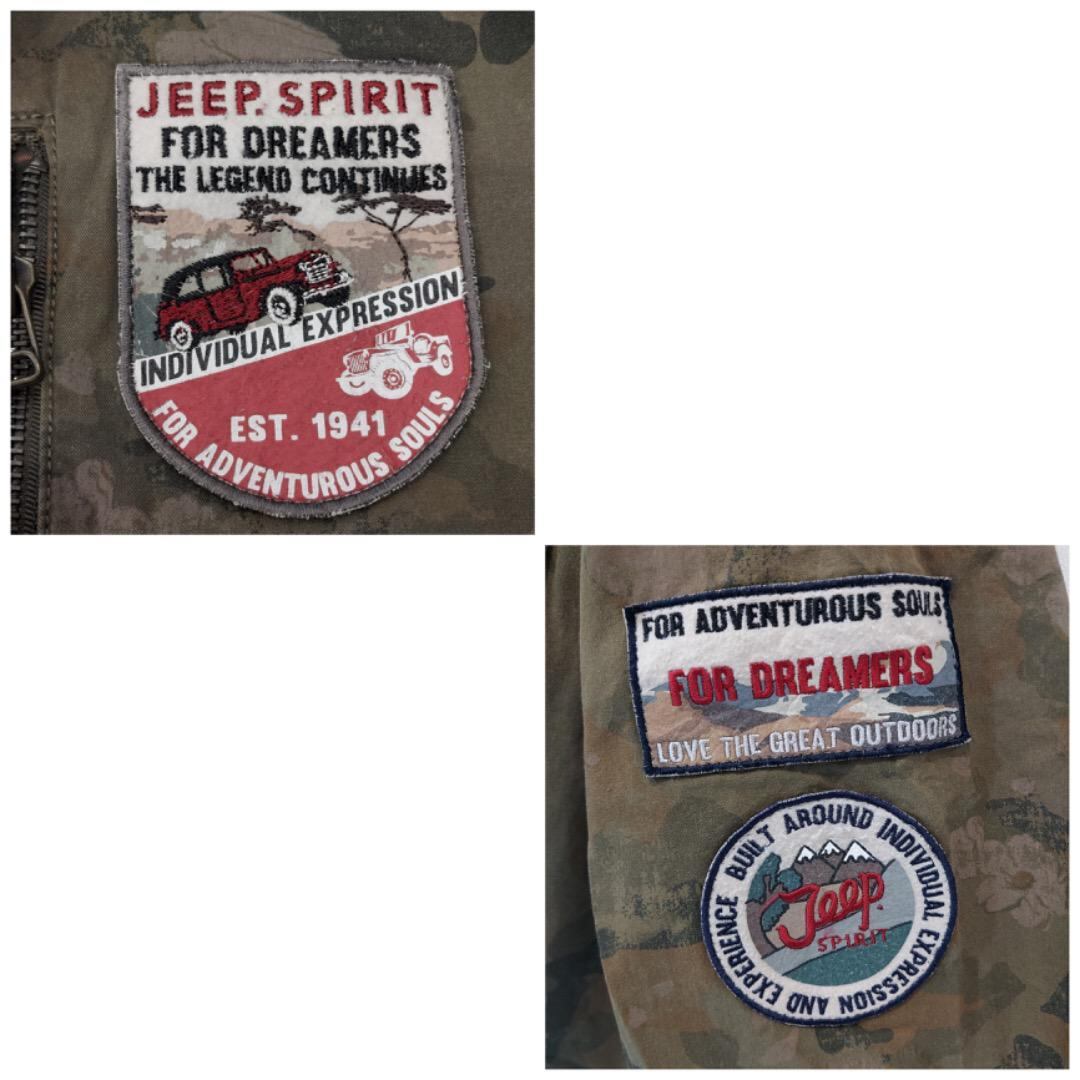 JEEP. SPIRIT
FOR DREAMERS
THE LEGEND CONTINUES
INDIVIDUAL EXPRESSION
EST. 1941
FOR ADVENTUROUS SOULS
FOR ADVENTUROUS SOULS
FOR DREAMERS
LOVE THE GREAT OUTDOORS
BUILT AROUND INDIVIDUAL EXPRESSION AND EXPERIENCE
Jeep.
SPIRIT